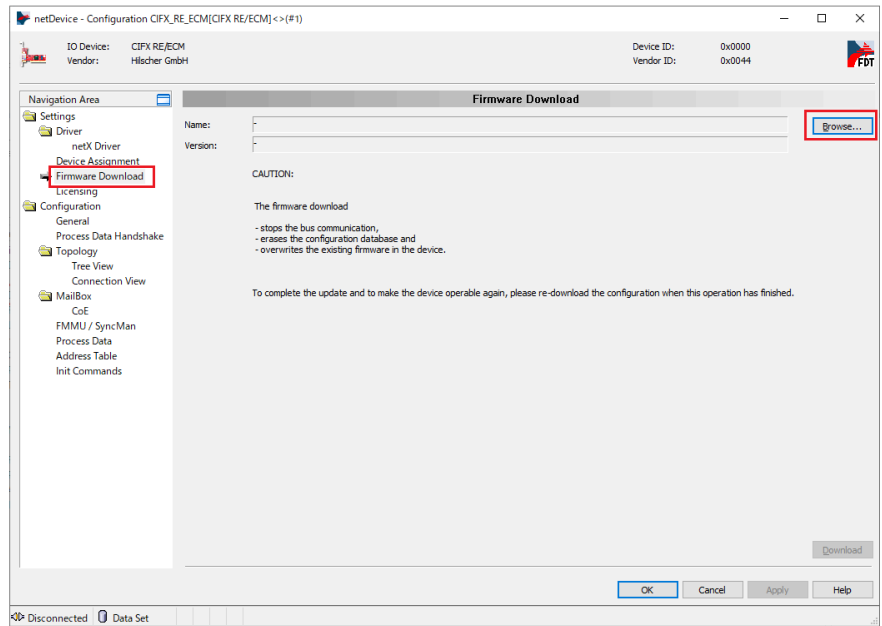 netDevice - Configuration CIFX_RE_ECM[CIFX RE/ECM]<>(#1)
IO Device: CIFX RE/ECM Device ID: 0x0000
Vendor: Hilscher GmbH Vendor ID: 0x0044
FDT
Navigation Area
Firmware Download
Settings
Driver
netX Driver
Device Assignment
Firmware Download
Licensing
Configuration
General
Process Data Handshake
Topology
Tree View
Connection View
MailBox
CoE
FMMU / SyncMan
Process Data
Address Table
Init Commands
Name: - Browse...
Version: -
CAUTION:
The firmware download
- stops the bus communication,
- erases the configuration database and
- overwrites the existing firmware in the device.
To complete the update and to make the device operable again, please re-download the configuration when this operation has finished.
Download
OK Cancel Apply Help
Disconnected Data Set